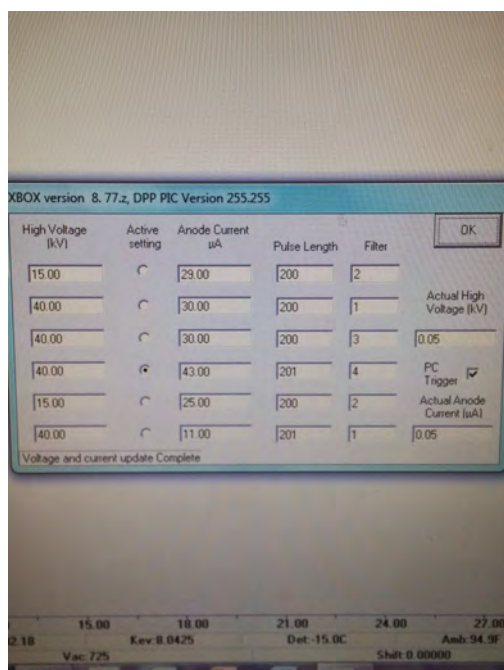 XBOX version 8. 77.z, DPP PIC Version 255.255
High Voltage (kV) Active setting Anode Current µA Pulse Length Filter OK
15.00 29.00 200 2
40.00 30.00 200 1 Actual High Voltage (kV)
40.00 30.00 200 3 0.05
40.00 43.00 201 4 PC Trigger
15.00 25.00 200 2 Actual Anode Current (µA)
40.00 11.00 201 1 0.05
Voltage and current update Complete
15.00 18.00 21.00 24.00 27.00
2.18 Kev:8.0425 Det:-15.0C Amb:94.9F
Vac:725 Shift:0.00000